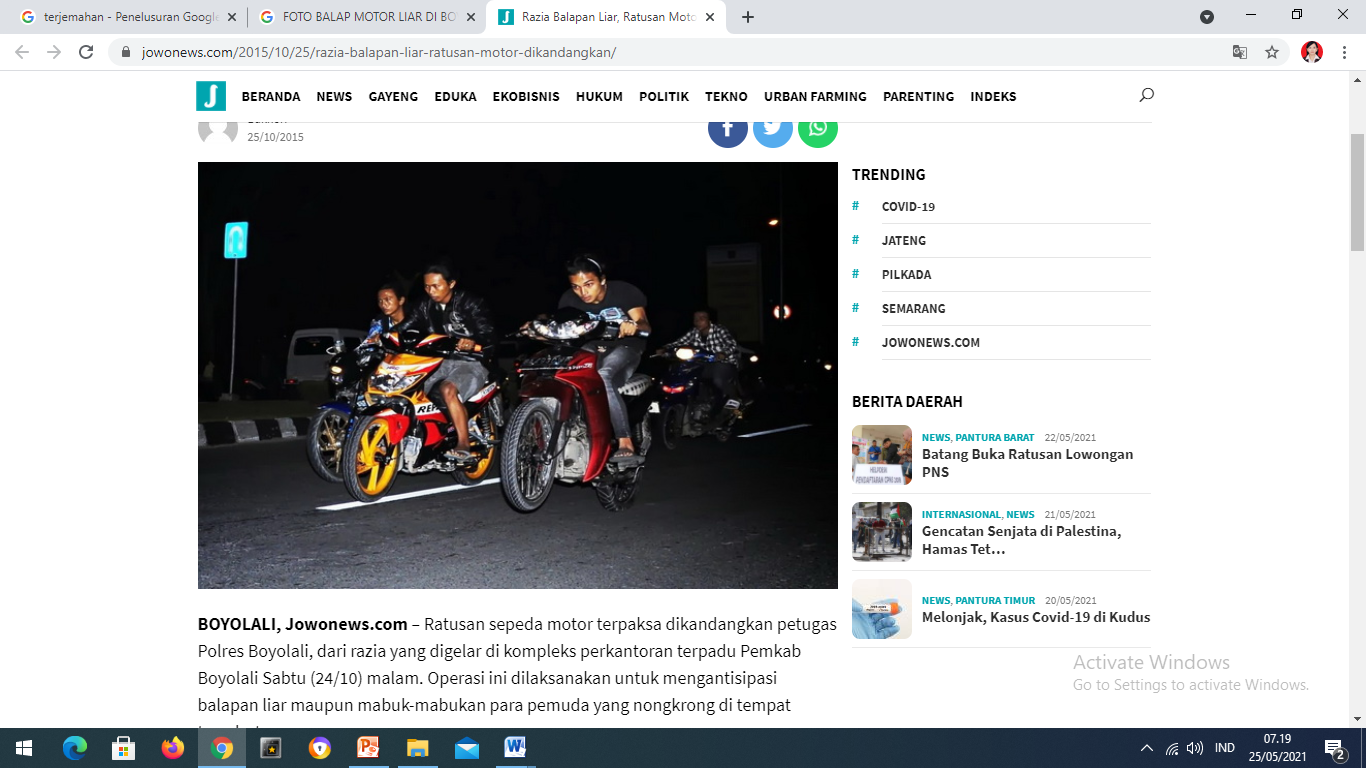 terjemahan - Penelusuran Google
FOTO BALAP MOTOR LIAR DI BO
Razia Balapan Liar, Ratusan Moto
jowonews.com/2015/10/25/razia-balapan-liar-ratusan-motor-dikandangkan/
BERANDA NEWS GAYENG EDUKA EKOBISNIS HUKUM POLITIK TEKNO URBAN FARMING PARENTING INDEKS
25/10/2015
TRENDING
# COVID-19
# JATENG
# PILKADA
# SEMARANG
# JOWONEWS.COM
BERITA DAERAH
NEWS, PANTURA BARAT 22/05/2021
Batang Buka Ratusan Lowongan
PNS
INTERNASIONAL, NEWS 21/05/2021
Gencatan Senjata di Palestina,
Hamas Tet...
NEWS, PANTURA TIMUR 20/05/2021
Melonjak, Kasus Covid-19 di Kudus
BOYOLALI, Jowonews.com – Ratusan sepeda motor terpaksa dikandangkan petugas
Polres Boyolali, dari razia yang digelar di kompleks perkantoran terpadu Pemkab
Boyolali Sabtu (24/10) malam. Operasi ini dilaksanakan untuk mengantisipasi
balapan liar maupun mabuk-mabukan para pemuda yang nongkrong di tempat
Activate Windows
Go to Settings to activate Windows.
IND
07.19
25/05/2021
2